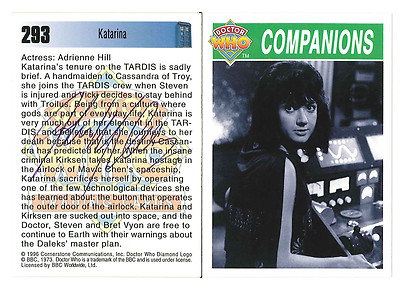 293
Katarina
Actress: Adrienne Hill
Katarina's tenure on the TARDIS is sadly
brief. A handmaiden to Cassandra of Troy,
she joins the TARDIS crew when Steven
is injured and Vicki decides to stay behind
with Troilus. Being from a culture where
gods are part of everyday life, Katarina is
very much out of her element in the TAR-
DIS, and believes that she journeys to her
death because that is the destiny Cassan-
dra has predicted for her. When the insane
criminal Kirksen takes Katarina hostage in
the airlock of Mavic Chen's spaceship,
Katarina sacrifices herself by operating
one of the technological devices she
has learned about: the button that operates
the outer door of the airlock. Katarina and
Kirksen are sucked out into space, and the
Doctor, Steven and Bret Vyon are free to
continue to Earth with their warnings about
the Daleks' master plan.
© 1996 Cornerstone Communications, Inc. Doctor Who Diamond Logo
© BBC, 1973. Doctor Who is a trademark of the BBC and is used under license.
Licensed by BBC Worldwide, Ltd.
DOCTOR
WHO
TM
COMPANIONS